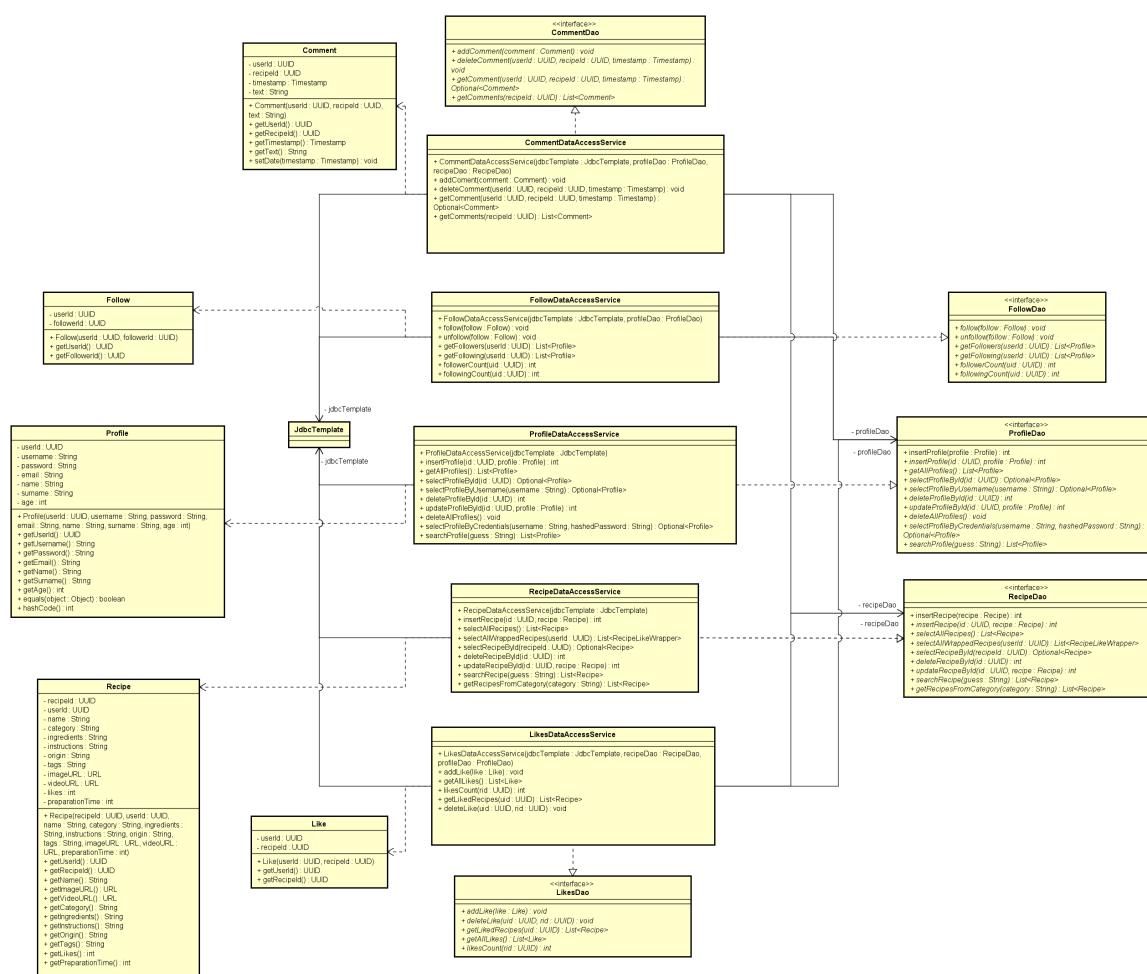 <<interface>>
CommentDao
+ addComment(comment : Comment) : void
+ deleteComment(userId : UUID, recipeId : UUID, timestamp : Timestamp) :
void
+ getComment(userId : UUID, recipeId : UUID, timestamp : Timestamp) :
Optional<Comment>
+ getComments(recipeId : UUID) : List<Comment>
Comment
- userId : UUID
- recipeId : UUID
- timestamp : Timestamp
- text : String
+ Comment(userId : UUID, recipeId : UUID,
text : String)
+ getUserId() : UUID
+ getRecipeId() : UUID
+ getTimestamp() : Timestamp
+ getText() : String
+ setDate(timestamp : Timestamp) : void
CommentDataAccessService
+ CommentDataAccessService(jdbcTemplate : JdbcTemplate, profileDao : ProfileDao,
recipeDao : RecipeDao)
+ addComent(comment : Comment) : void
+ deleteComment(userId : UUID, recipeId : UUID, timestamp : Timestamp) : void
+ getComment(userId : UUID, recipeId : UUID, timestamp : Timestamp) :
Optional<Comment>
+ getComments(recipeId : UUID) : List<Comment>
Follow
- userId : UUID
- followerId : UUID
+ Follow(userId : UUID, followerId : UUID)
+ getUserId() : UUID
+ getFollowerId() : UUID
FollowDataAccessService
+ FollowDataAccessService(jdbcTemplate : JdbcTemplate, profileDao : ProfileDao)
+ follow(follow : Follow) : void
+ unfollow(follow : Follow) : void
+ getFollowers(userId : UUID) : List<Profile>
+ getFollowing(userId : UUID) : List<Profile>
+ followerCount(uid : UUID) : int
+ followingCount(uid : UUID) : int
<<interface>>
FollowDao
+ follow(follow : Follow) : void
+ unfollow(follow : Follow) : void
+ getFollowers(userId : UUID) : List<Profile>
+ getFollowing(userId : UUID) : List<Profile>
+ followerCount(uid : UUID) : int
+ followingCount(uid : UUID) : int
- jdbcTemplate
JdbcTemplate
- jdbcTemplate
Profile
- userId : UUID
- username : String
- password : String
- email : String
- name : String
- surname : String
- age : int
+ Profile(userId : UUID, username : String, password : String,
email : String, name : String, surname : String, age : int)
+ getUserId() : UUID
+ getUsername() : String
+ getPassword() : String
+ getEmail() : String
+ getName() : String
+ getSurname() : String
+ getAge() : int
+ equals(object : Object) : boolean
+ hashCode() : int
ProfileDataAccessService
+ ProfileDataAccessService(jdbcTemplate : JdbcTemplate)
+ insertProfile(id : UUID, profile : Profile) : int
+ getAllProfiles() : List<Profile>
+ selectProfileById(id : UUID) : Optional<Profile>
+ selectProfileByUsername(username : String) : Optional<Profile>
+ deleteProfileById(id : UUID) : int
+ updateProfileById(id : UUID, profile : Profile) : int
+ deleteAllProfiles() : void
+ selectProfileByCredentials(username : String, hashedPassword : String) : Optional<Profile>
+ searchProfile(guess : String) : List<Profile>
- profileDao
- profileDao
<<interface>>
ProfileDao
+ insertProfile(profile : Profile) : int
+ insertProfile(id : UUID, profile : Profile) : int
+ getAllProfiles() : List<Profile>
+ selectProfileById(id : UUID) : Optional<Profile>
+ selectProfileByUsername(username : String) : Optional<Profile>
+ deleteProfileById(id : UUID) : int
+ updateProfileById(id : UUID, profile : Profile) : int
+ deleteAllProfiles() : void
+ selectProfileByCredentials(username : String, hashedPassword : String) :
Optional<Profile>
+ searchProfile(guess : String) : List<Profile>
RecipeDataAccessService
+ RecipeDataAccessService(jdbcTemplate : JdbcTemplate)
+ insertRecipe(id : UUID, recipe : Recipe) : int
+ selectAllRecipes() : List<Recipe>
+ selectAllWrappedRecipes(userId : UUID) : List<RecipeLikeWrapper>
+ selectRecipeById(recipeId : UUID) : Optional<Recipe>
+ deleteRecipeById(id : UUID) : int
+ updateRecipeById(id : UUID, recipe : Recipe) : int
+ searchRecipe(guess : String) : List<Recipe>
+ getRecipesFromCategory(category : String) : List<Recipe>
- recipeDao
- recipeDao
<<interface>>
RecipeDao
+ insertRecipe(recipe : Recipe) : int
+ insertRecipe(id : UUID, recipe : Recipe) : int
+ selectAllRecipes() : List<Recipe>
+ selectAllWrappedRecipes(userId : UUID) : List<RecipeLikeWrapper>
+ selectRecipeById(recipeId : UUID) : Optional<Recipe>
+ deleteRecipeById(id : UUID) : int
+ updateRecipeById(id : UUID, recipe : Recipe) : int
+ searchRecipe(guess : String) : List<Recipe>
+ getRecipesFromCategory(category : String) : List<Recipe>
Recipe
- recipeId : UUID
- userId : UUID
- name : String
- category : String
- ingredients : String
- instructions : String
- origin : String
- tags : String
- imageURL : URL
- videoURL : URL
- likes : int
- preparationTime : int
+ Recipe(recipeId : UUID, userId : UUID,
name : String, category : String, ingredients :
String, instructions : String, origin : String,
tags : String, imageURL : URL, videoURL :
URL, preparationTime : int)
+ getUserId() : UUID
+ getRecipeId() : UUID
+ getName() : String
+ getImageURL() : URL
+ getVideoURL() : URL
+ getCategory() : String
+ getIngredients() : String
+ getInstructions() : String
+ getOrigin() : String
+ getTags() : String
+ getLikes() : int
+ getPreparationTime() : int
LikesDataAccessService
+ LikesDataAccessService(jdbcTemplate : JdbcTemplate, recipeDao : RecipeDao,
profileDao : ProfileDao)
+ addLike(like : Like) : void
+ getAllLikes() : List<Like>
+ likesCount(rid : UUID) : int
+ getLikedRecipes(uid : UUID) : List<Recipe>
+ deleteLike(uid : UUID, rid : UUID) : void
Like
- userId : UUID
- recipeId : UUID
+ Like(userId : UUID, recipeId : UUID)
+ getUserId() : UUID
+ getRecipeId() : UUID
<<interface>>
LikesDao
+ addLike(like : Like) : void
+ deleteLike(uid : UUID, rid : UUID) : void
+ getLikedRecipes(uid : UUID) : List<Recipe>
+ getAllLikes() : List<Like>
+ likesCount(rid : UUID) : int